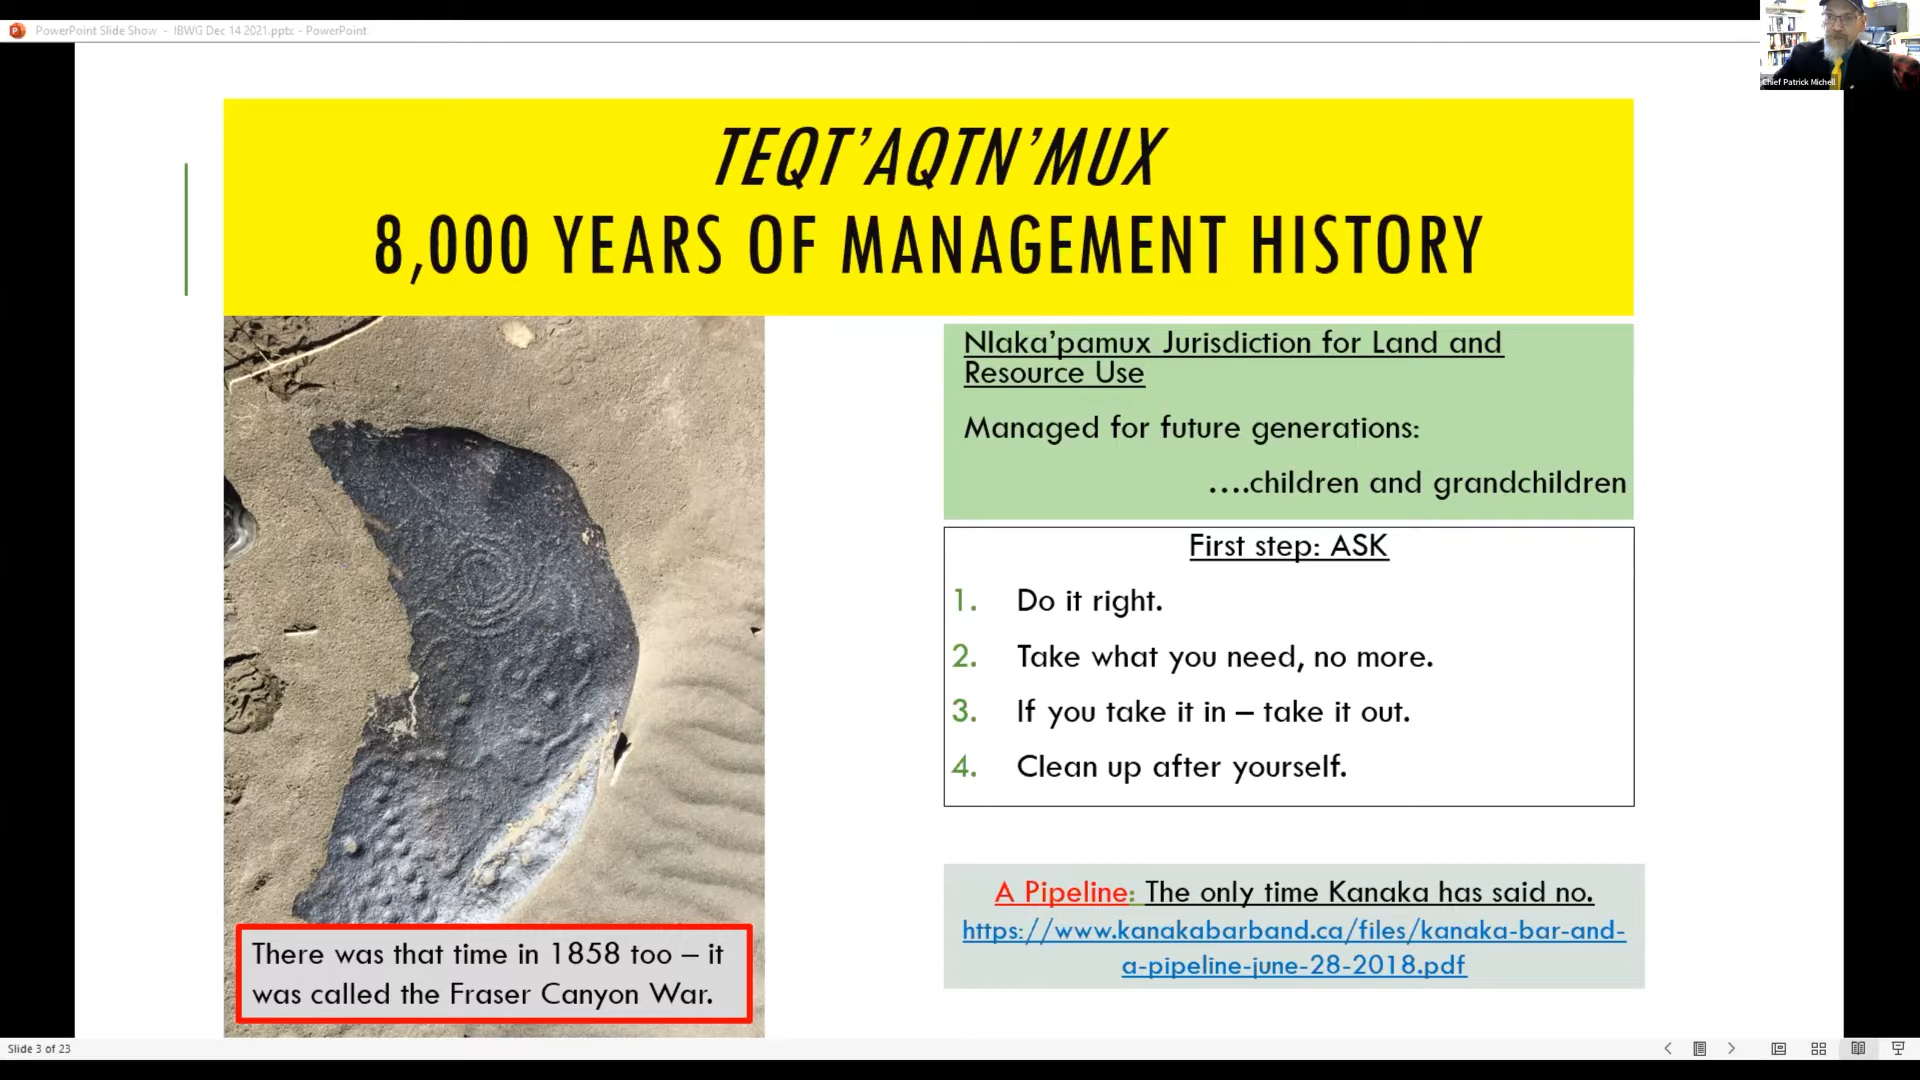 PowerPoint Slide Show - IBWG Dec 14 2021.pptx - PowerPoint
Chief Patrick Michell
TEQT’AQTN’MUX
8,000 YEARS OF MANAGEMENT HISTORY
Nlaka’pamux Jurisdiction for Land and
Resource Use
Managed for future generations:
….children and grandchildren
First step: ASK
1. Do it right.
2. Take what you need, no more.
3. If you take it in – take it out.
4. Clean up after yourself.
A Pipeline: The only time Kanaka has said no.
https://www.kanakabarband.ca/files/kanaka-bar-and-
a-pipeline-june-28-2018.pdf
There was that time in 1858 too – it
was called the Fraser Canyon War.
Slide 3 of 23